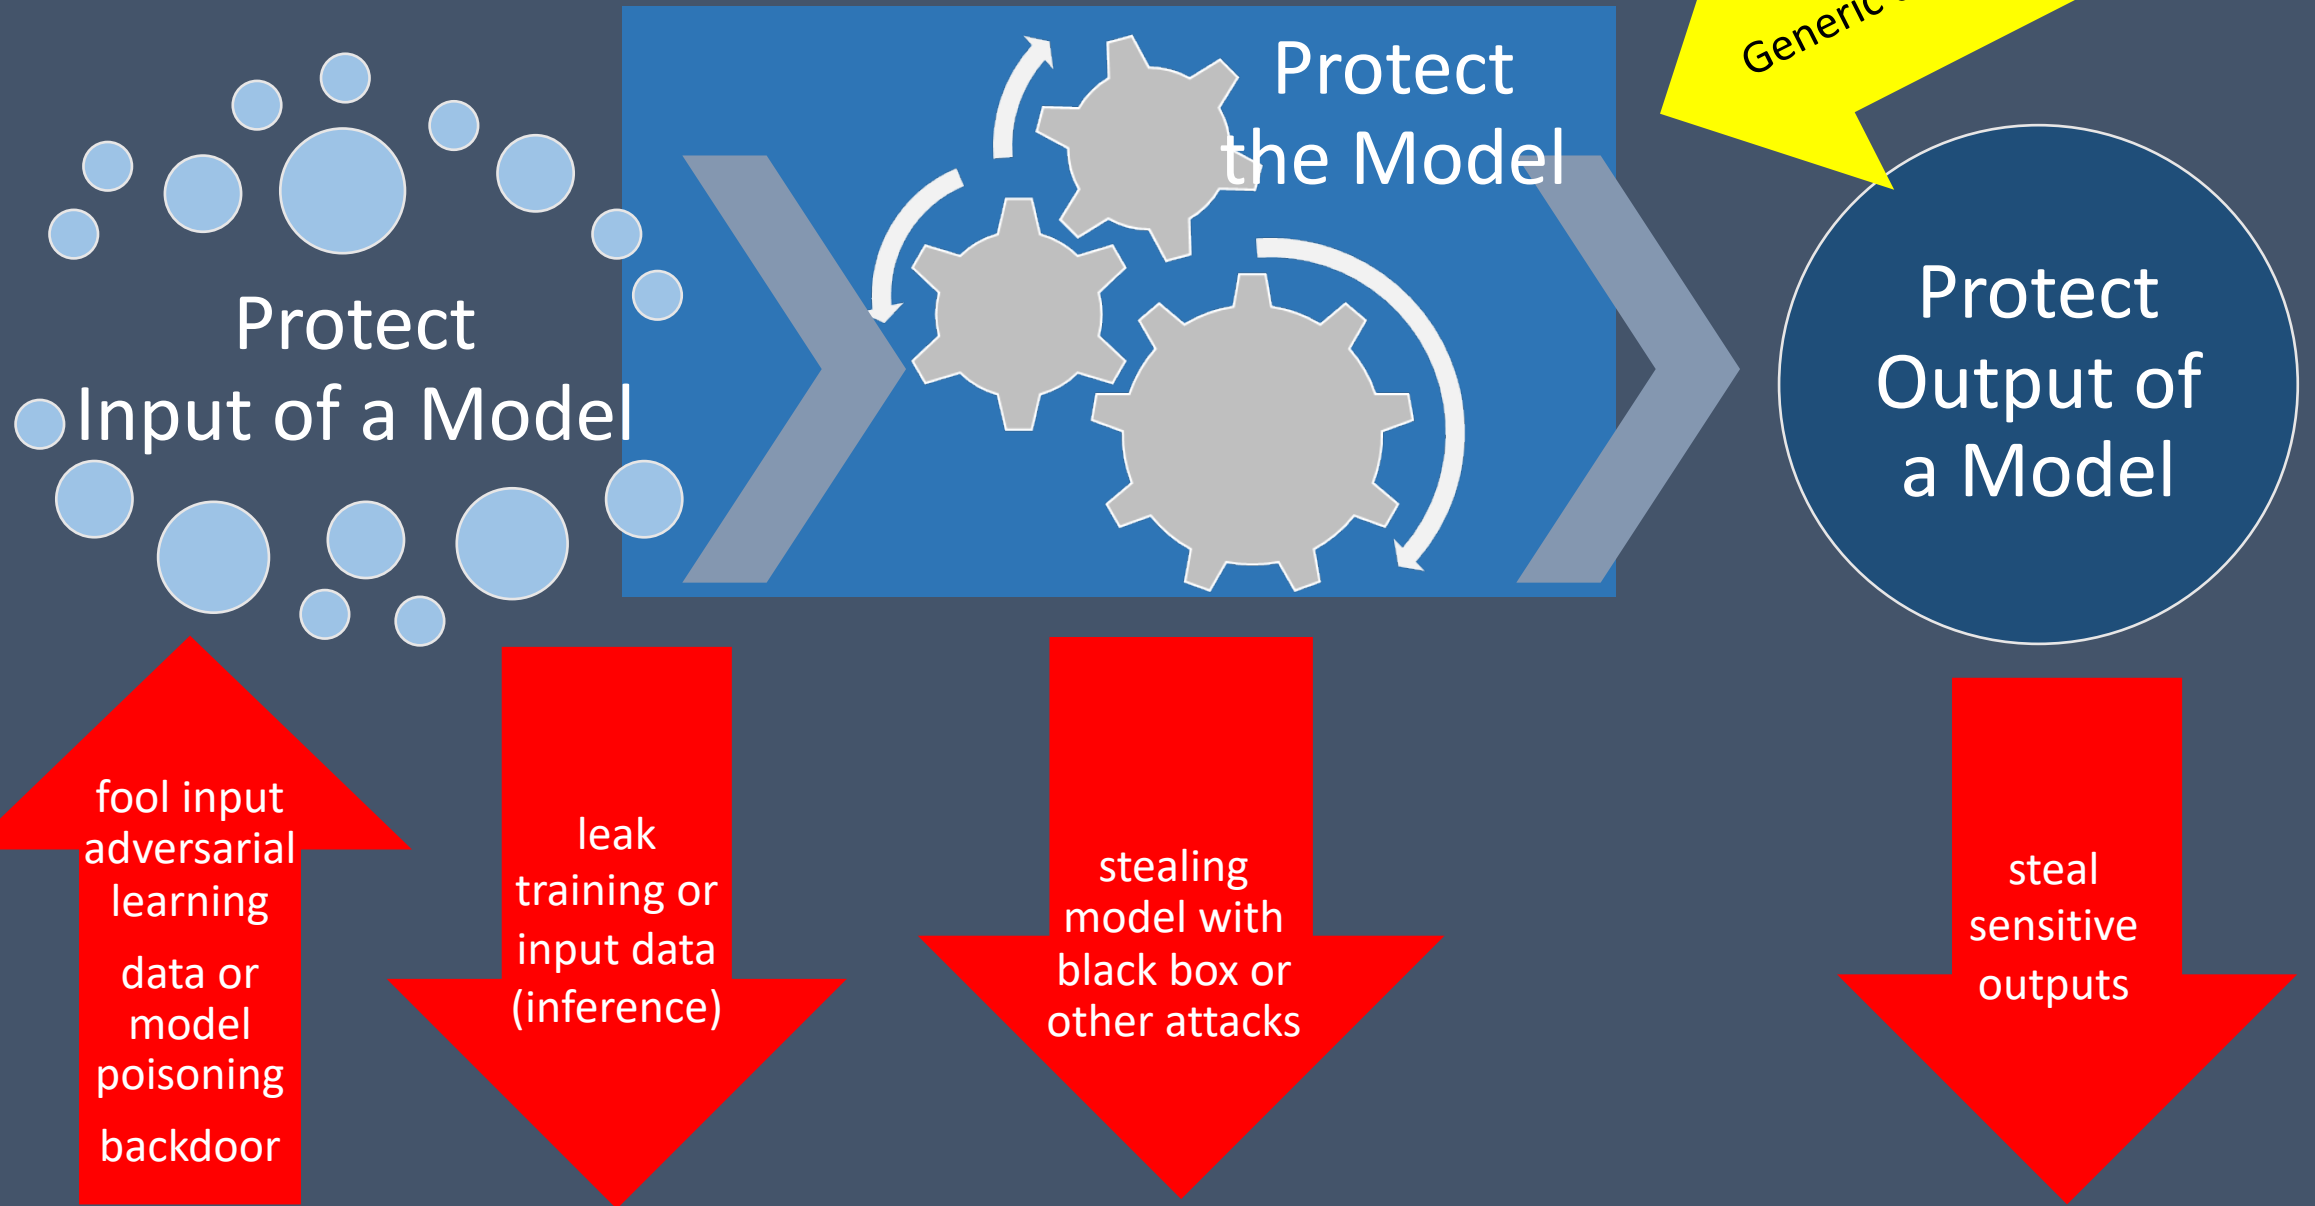 Generic
Protect
the Model
Protect
Input of a Model
Protect
Output of
a Model
fool input
adversarial
learning
data or
model
poisoning
backdoor
leak
training or
input data
(inference)
stealing
model with
black box or
other attacks
steal
sensitive
outputs